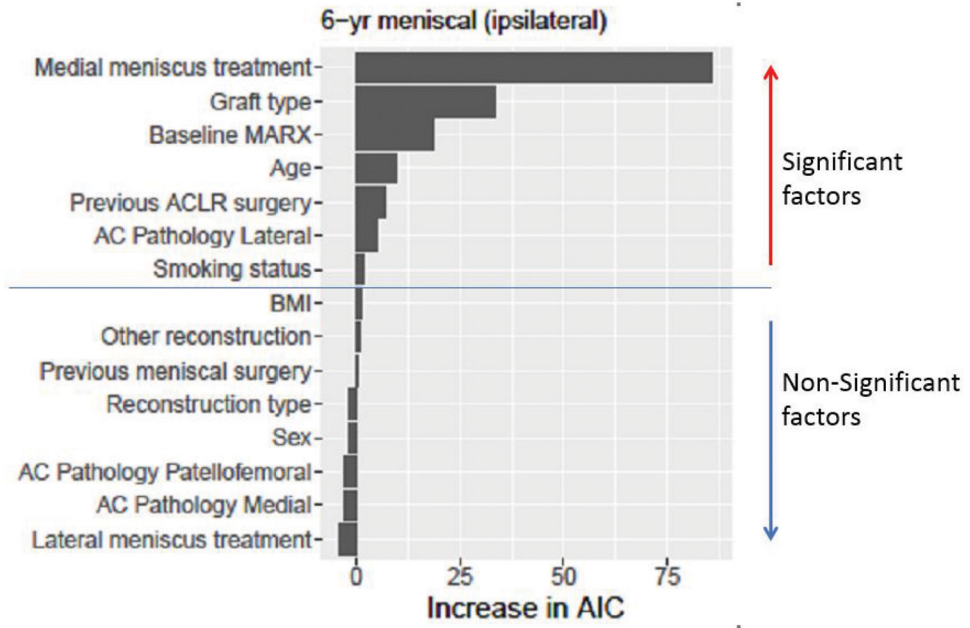 6-yr meniscal (ipsilateral)
Medial meniscus treatment
Graft type
Baseline MARX
Age
Previous ACLR surgery
AC Pathology Lateral
Smoking status
BMI
Other reconstruction
Previous meniscal surgery
Reconstruction type
Sex
AC Pathology Patellofemoral
AC Pathology Medial
Lateral meniscus treatment
0 25 50 75
Increase in AIC
Significant
factors
Non-Significant
factors